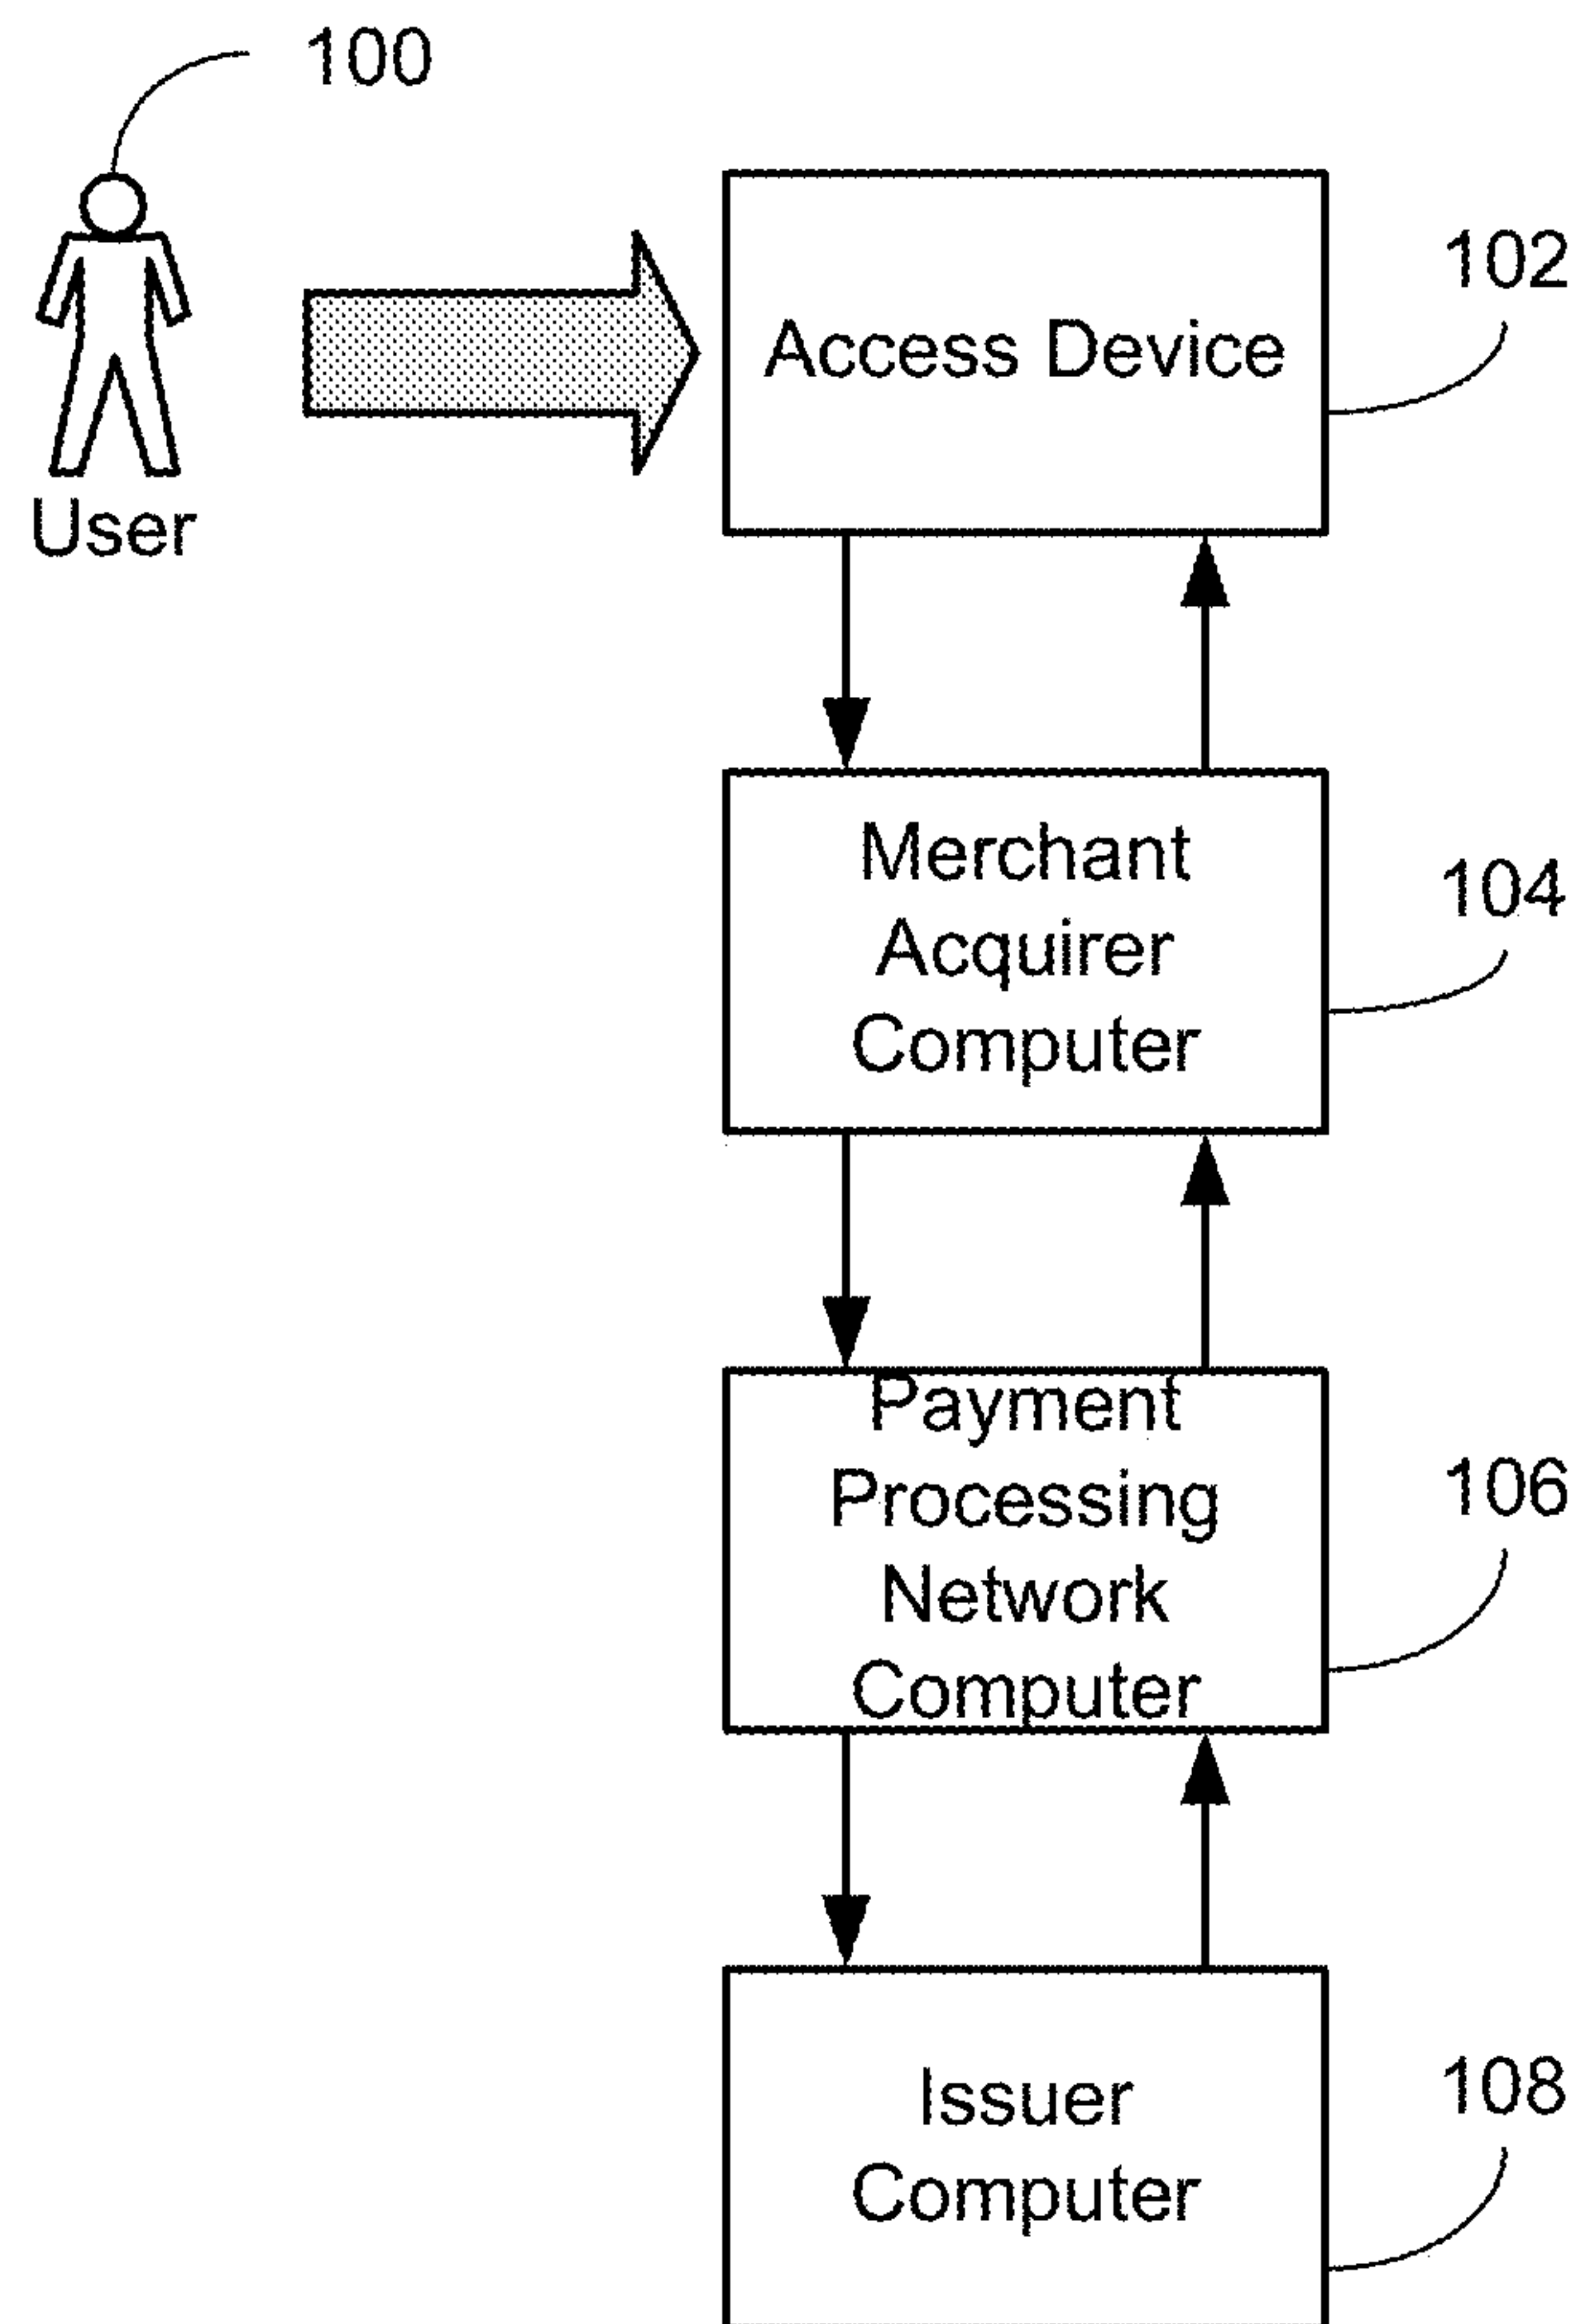 100
User
Access Device
102
Merchant
Acquirer
Computer
104
Payment
Processing
Network
Computer
106
Issuer
Computer
108